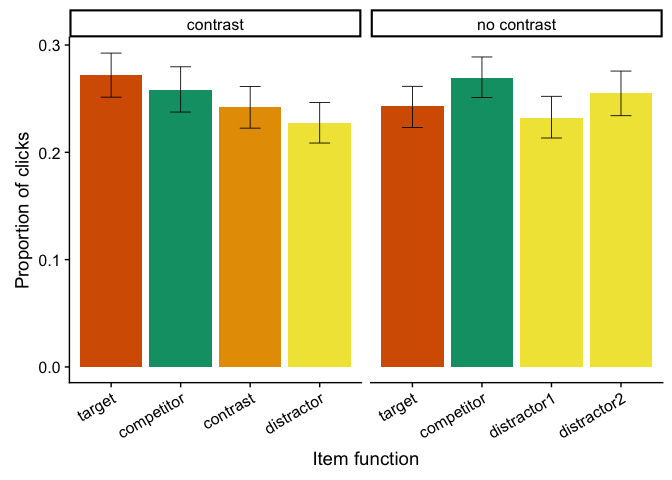 contrast
no contrast
Proportion of clicks
0.3
0.2
0.1
0.0
target
competitor
contrast
distractor
target
competitor
distractor1
distractor2
Item function